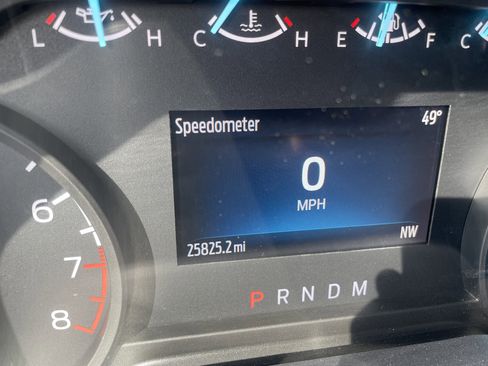 L H C H E F C
Speedometer 49°
0
MPH
25825.2 mi NW
P R N D M
6
7
8